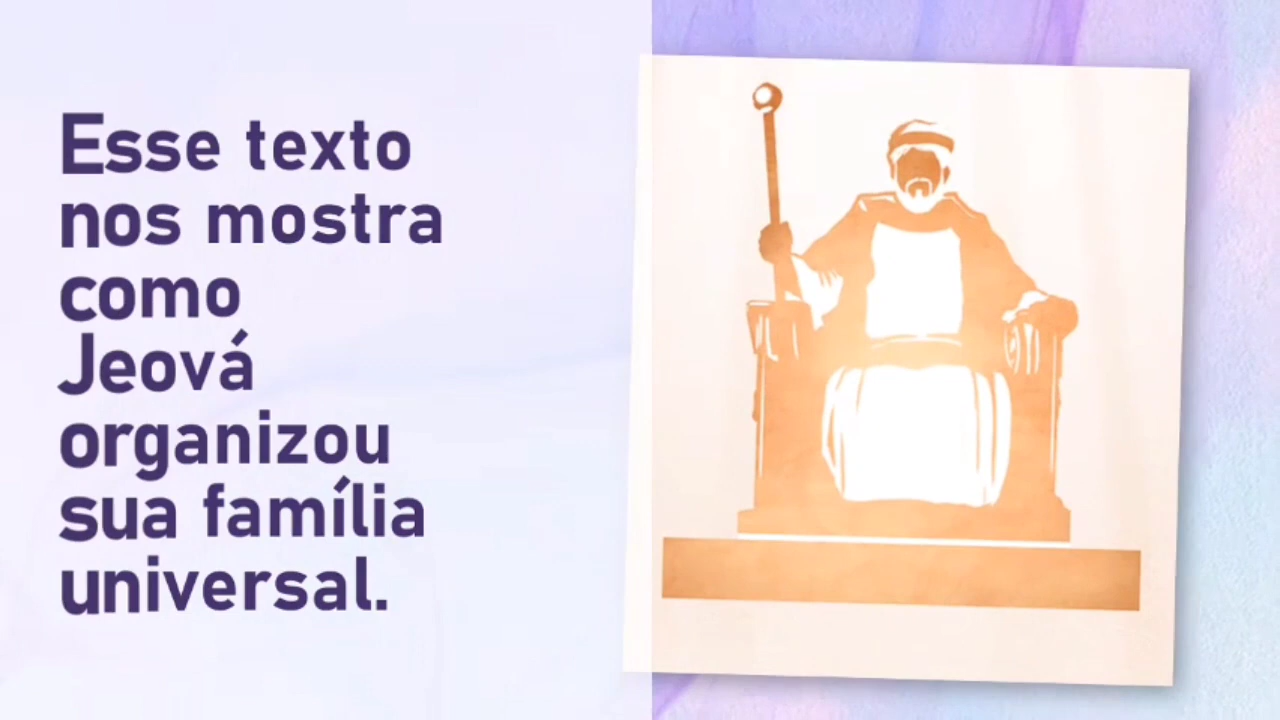 Esse texto
nos mostra
como
Jeová
organizou
sua família
universal.